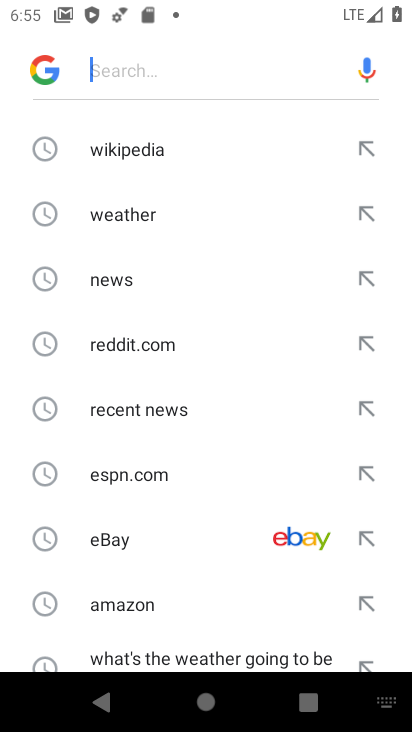 6:55
LTE
Search…
wikipedia
weather
news
reddit.com
recent news
espn.com
eBay ebay
amazon
what's the weather going to be